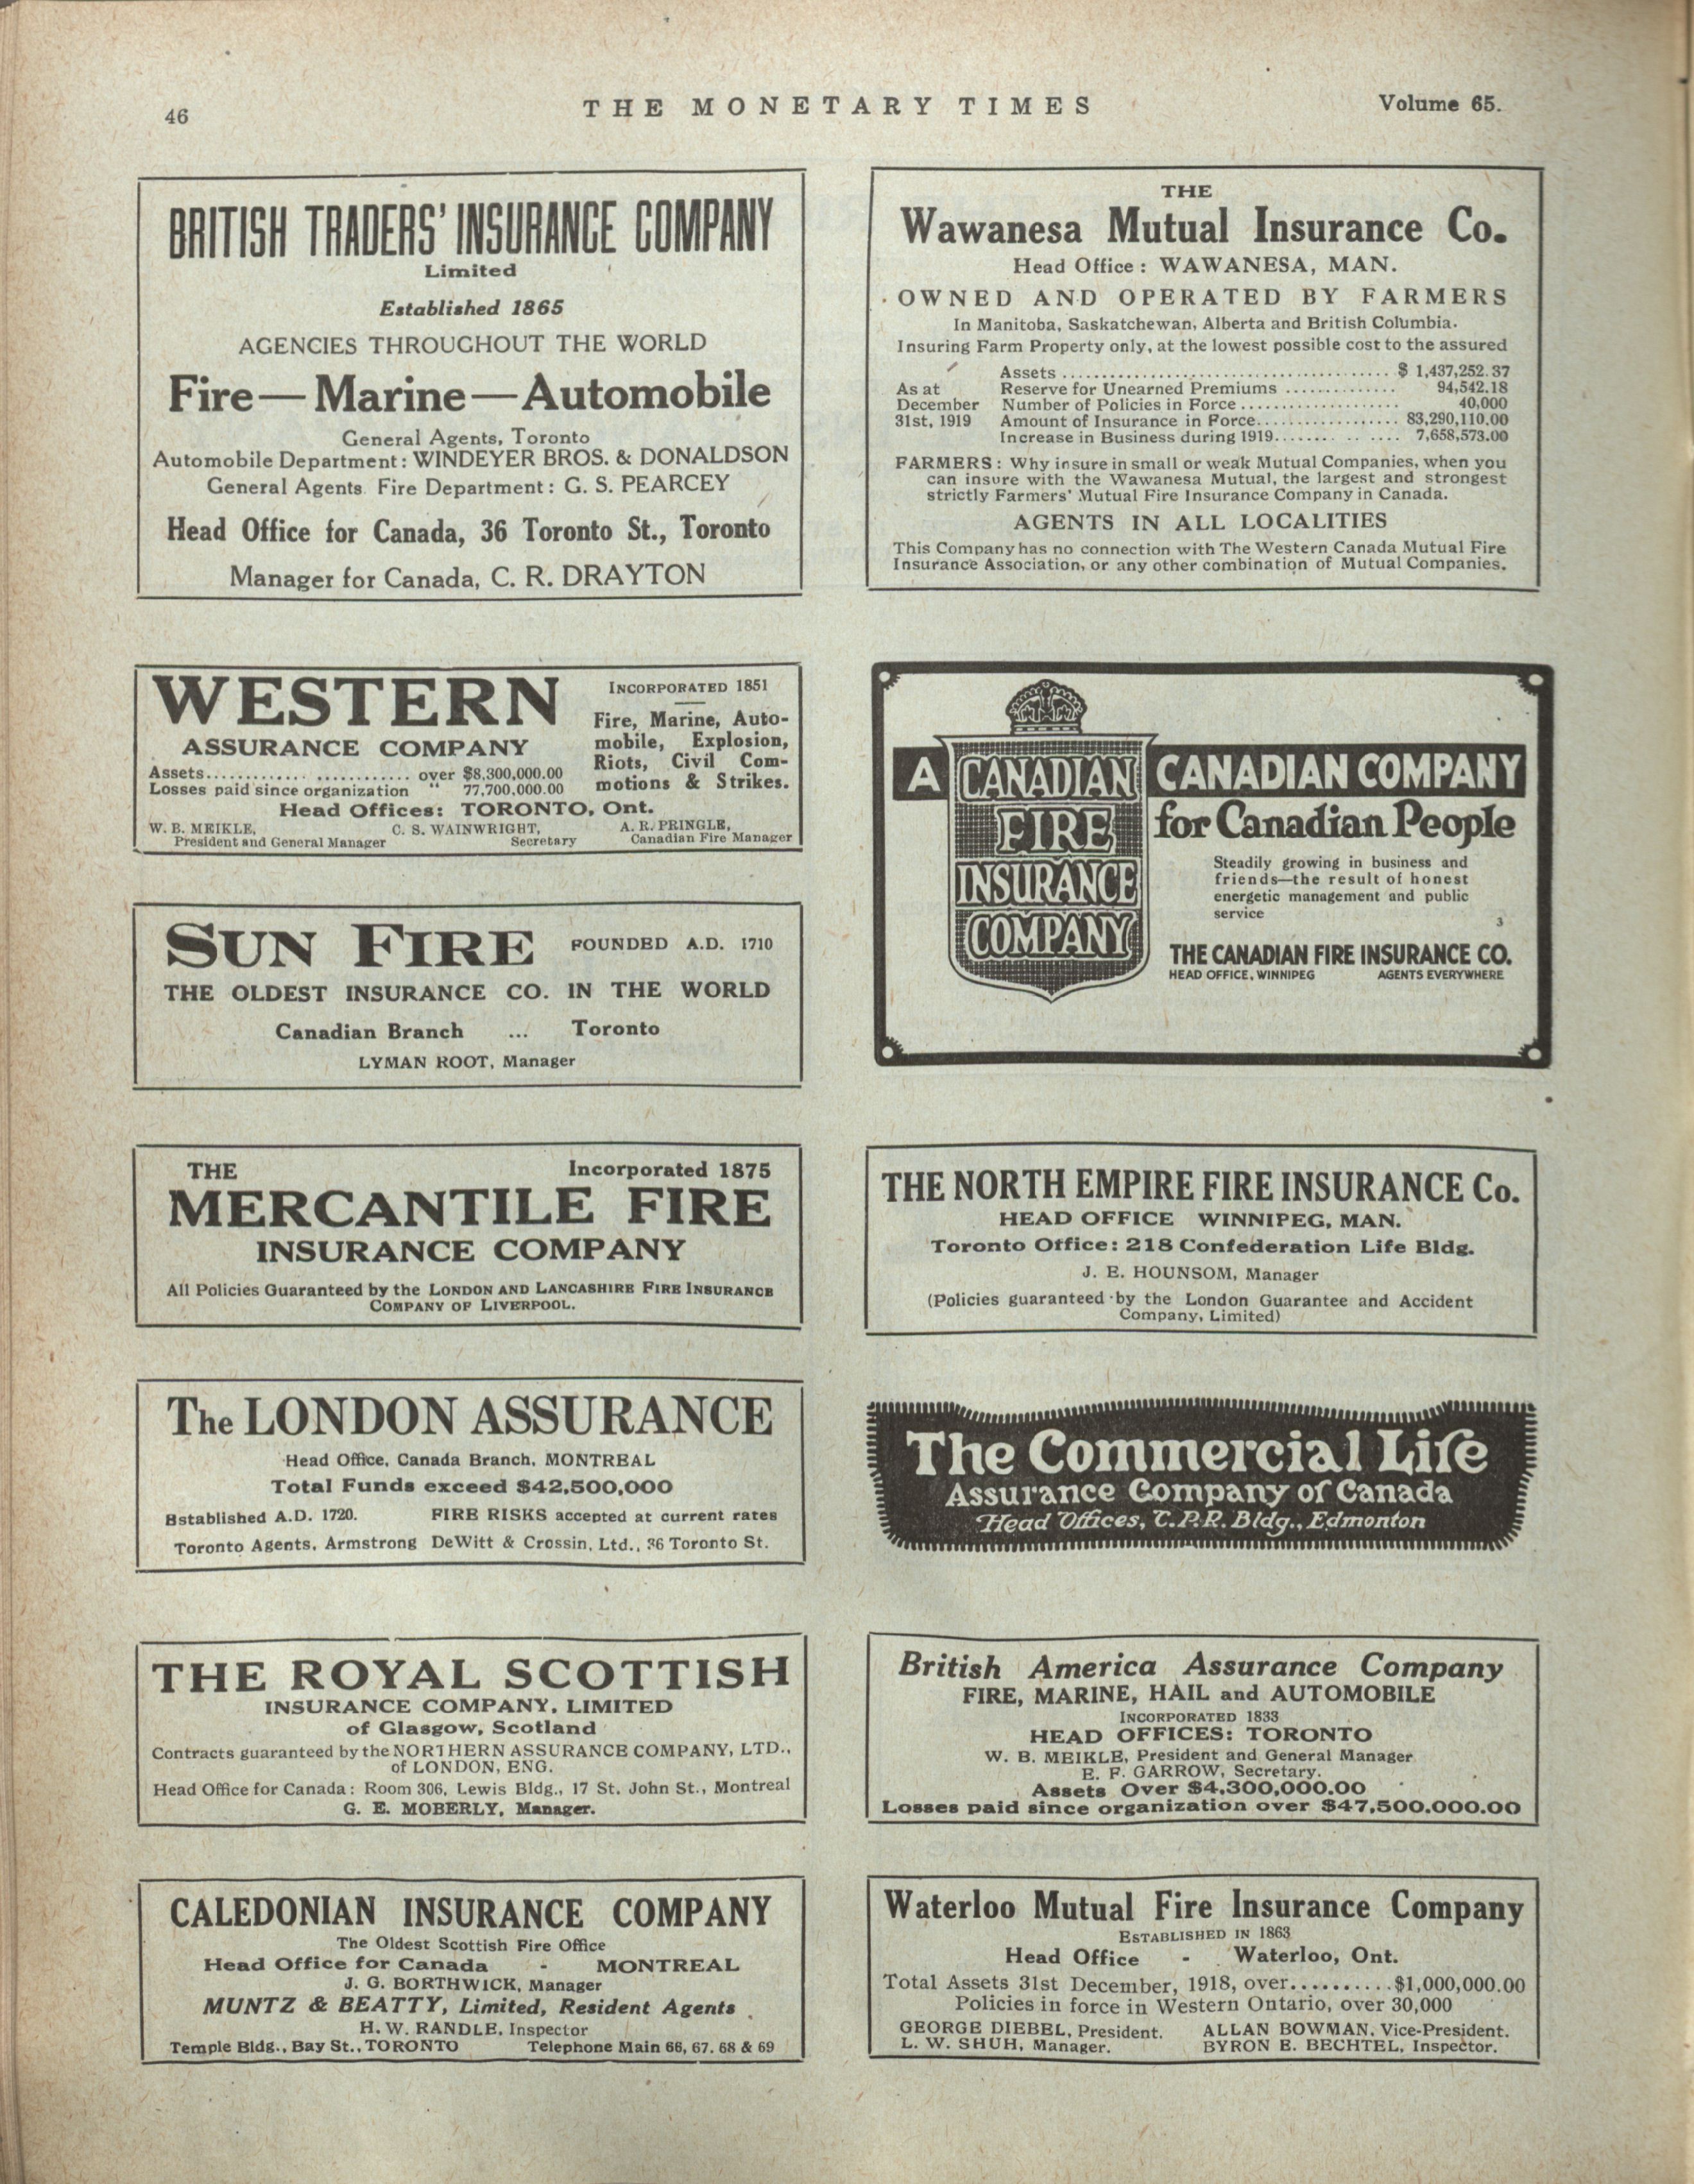 46
THE MONETARY TIMES
Volume 65.
BRITISH TRADERS' INSURANCE COMPANY
Limited
Established 1865
AGENCIES THROUGHOUT THE WORLD
Fire—Marine—Automobile
General Agents, Toronto
Automobile Department: WINDEYER BROS. & DONALDSON
General Agents Fire Department: G. S. PEARCEY
Head Office for Canada, 36 Toronto St., Toronto
Manager for Canada, C. R. DRAYTON
WESTERN
ASSURANCE COMPANY
INCORPORATED 1851
Fire, Marine, Auto-
mobile, Explosion,
Riots, Civil Com-
motions & Strikes.
Assets............. ............ over $8,300,000.00
Losses paid since organization " 77,700,000.00
Head Offices: TORONTO, Ont.
W. B. MEIKLE, C. S. WAINWRIGHT, A. R. PRINGLE,
President and General Manager Secretary Canadian Fire Manager
SUN FIRE FOUNDED A.D. 1710
THE OLDEST INSURANCE CO. IN THE WORLD
Canadian Branch ... Toronto
LYMAN ROOT, Manager
THE Incorporated 1875
MERCANTILE FIRE
INSURANCE COMPANY
All Policies Guaranteed by the LONDON AND LANCASHIRE FIRE INSURANCE
COMPANY OF LIVERPOOL.
The LONDON ASSURANCE
Head Office, Canada Branch, MONTREAL
Total Funds exceed $42,500,000
Established A.D. 1720. FIRE RISKS accepted at current rates
Toronto Agents, Armstrong DeWitt & Crossin, Ltd., 36 Toronto St.
THE ROYAL SCOTTISH
INSURANCE COMPANY, LIMITED
of Glasgow, Scotland
Contracts guaranteed by the NORTHERN ASSURANCE COMPANY, LTD.,
of LONDON, ENG.
Head Office for Canada: Room 306, Lewis Bldg., 17 St. John St., Montreal
G. E. MOBERLY, Manager.
CALEDONIAN INSURANCE COMPANY
The Oldest Scottish Fire Office
Head Office for Canada - MONTREAL
J. G. BORTHWICK, Manager
MUNTZ & BEATTY, Limited, Resident Agents
H. W. RANDLE, Inspector
Temple Bldg., Bay St., TORONTO Telephone Main 66, 67, 68 & 69
THE
Wawanesa Mutual Insurance Co.
Head Office: WAWANESA, MAN.
OWNED AND OPERATED BY FARMERS
In Manitoba, Saskatchewan, Alberta and British Columbia.
Insuring Farm Property only, at the lowest possible cost to the assured
Assets ........................................ $ 1,437,252.37
As at Reserve for Unearned Premiums .............. 94,542.18
December Number of Policies in Force .................... 40,000
31st, 1919 Amount of Insurance in Force.................. 83,290,110.00
Increase in Business during 1919........ .. .. .... 7,658,573.00
FARMERS: Why insure in small or weak Mutual Companies, when you
can insure with the Wawanesa Mutual, the largest and strongest
strictly Farmers' Mutual Fire Insurance Company in Canada.
AGENTS IN ALL LOCALITIES
This Company has no connection with The Western Canada Mutual Fire
Insurance Association, or any other combination of Mutual Companies.
A CANADIAN COMPANY
for Canadian People
CANADIAN
FIRE
INSURANCE
COMPANY
Steadily growing in business and
friends—the result of honest
energetic management and public
service
3
THE CANADIAN FIRE INSURANCE CO.
HEAD OFFICE, WINNIPEG AGENTS EVERYWHERE
THE NORTH EMPIRE FIRE INSURANCE Co.
HEAD OFFICE WINNIPEG, MAN.
Toronto Office: 218 Confederation Life Bldg.
J. E. HOUNSOM, Manager
(Policies guaranteed by the London Guarantee and Accident
Company, Limited)
The Commercial Life
Assurance Company of Canada
Head Offices, C.P.R. Bldg., Edmonton
British America Assurance Company
FIRE, MARINE, HAIL and AUTOMOBILE
INCORPORATED 1833
HEAD OFFICES: TORONTO
W. B. MEIKLE, President and General Manager
E. F. GARROW, Secretary.
Assets Over $4,300,000.00
Losses paid since organization over $47,500,000.00
Waterloo Mutual Fire Insurance Company
ESTABLISHED IN 1863
Head Office - Waterloo, Ont.
Total Assets 31st December, 1918, over..........$1,000,000.00
Policies in force in Western Ontario, over 30,000
GEORGE DIEBEL, President. ALLAN BOWMAN, Vice-President.
L. W. SHUH, Manager. BYRON E. BECHTEL, Inspector.